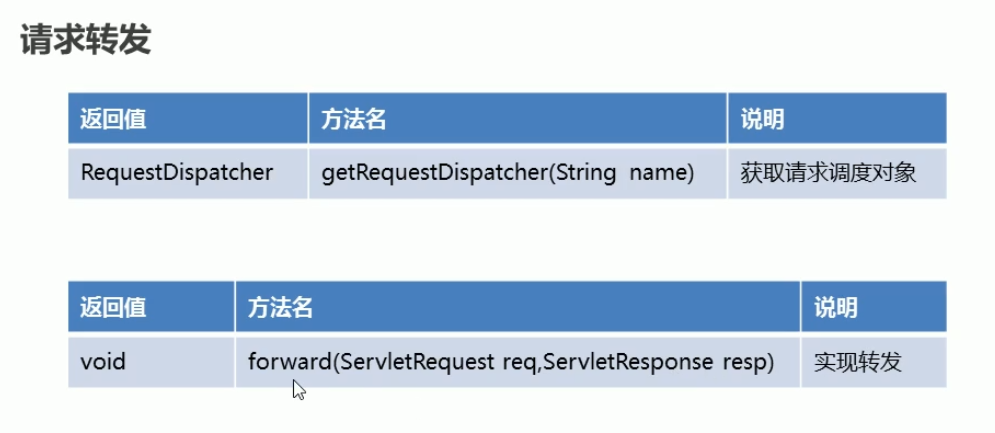 请求转发
返回值 方法名 说明
RequestDispatcher getRequestDispatcher(String name) 获取请求调度对象
返回值 方法名 说明
void forward(ServletRequest req,ServletResponse resp) 实现转发